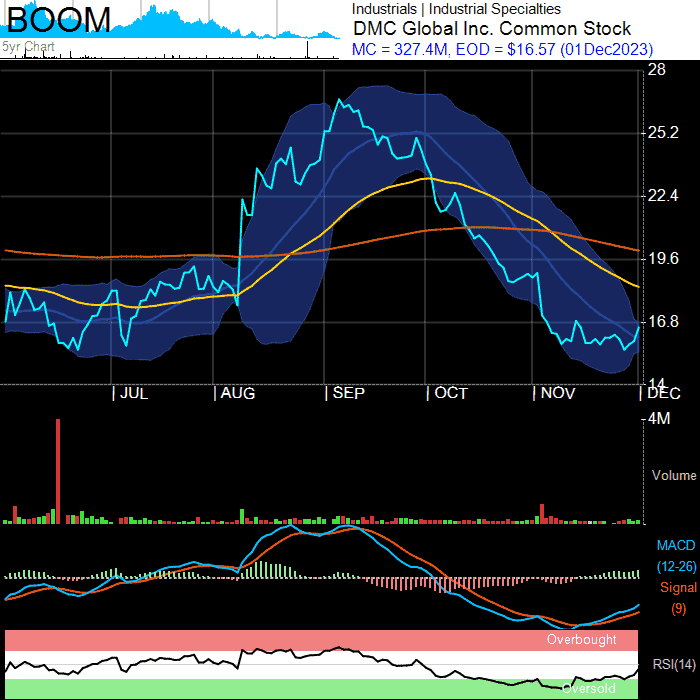 BOOM
5yr Chart
Industrials | Industrial Specialties
DMC Global Inc. Common Stock
MC = 327.4M, EOD = $16.57 (01Dec2023)
28
25.2
22.4
19.6
16.8
14
JUL
AUG
SEP
OCT
NOV
DEC
4M
Volume
MACD
(12-26)
Signal
(9)
Overbought
RSI(14)
Oversold